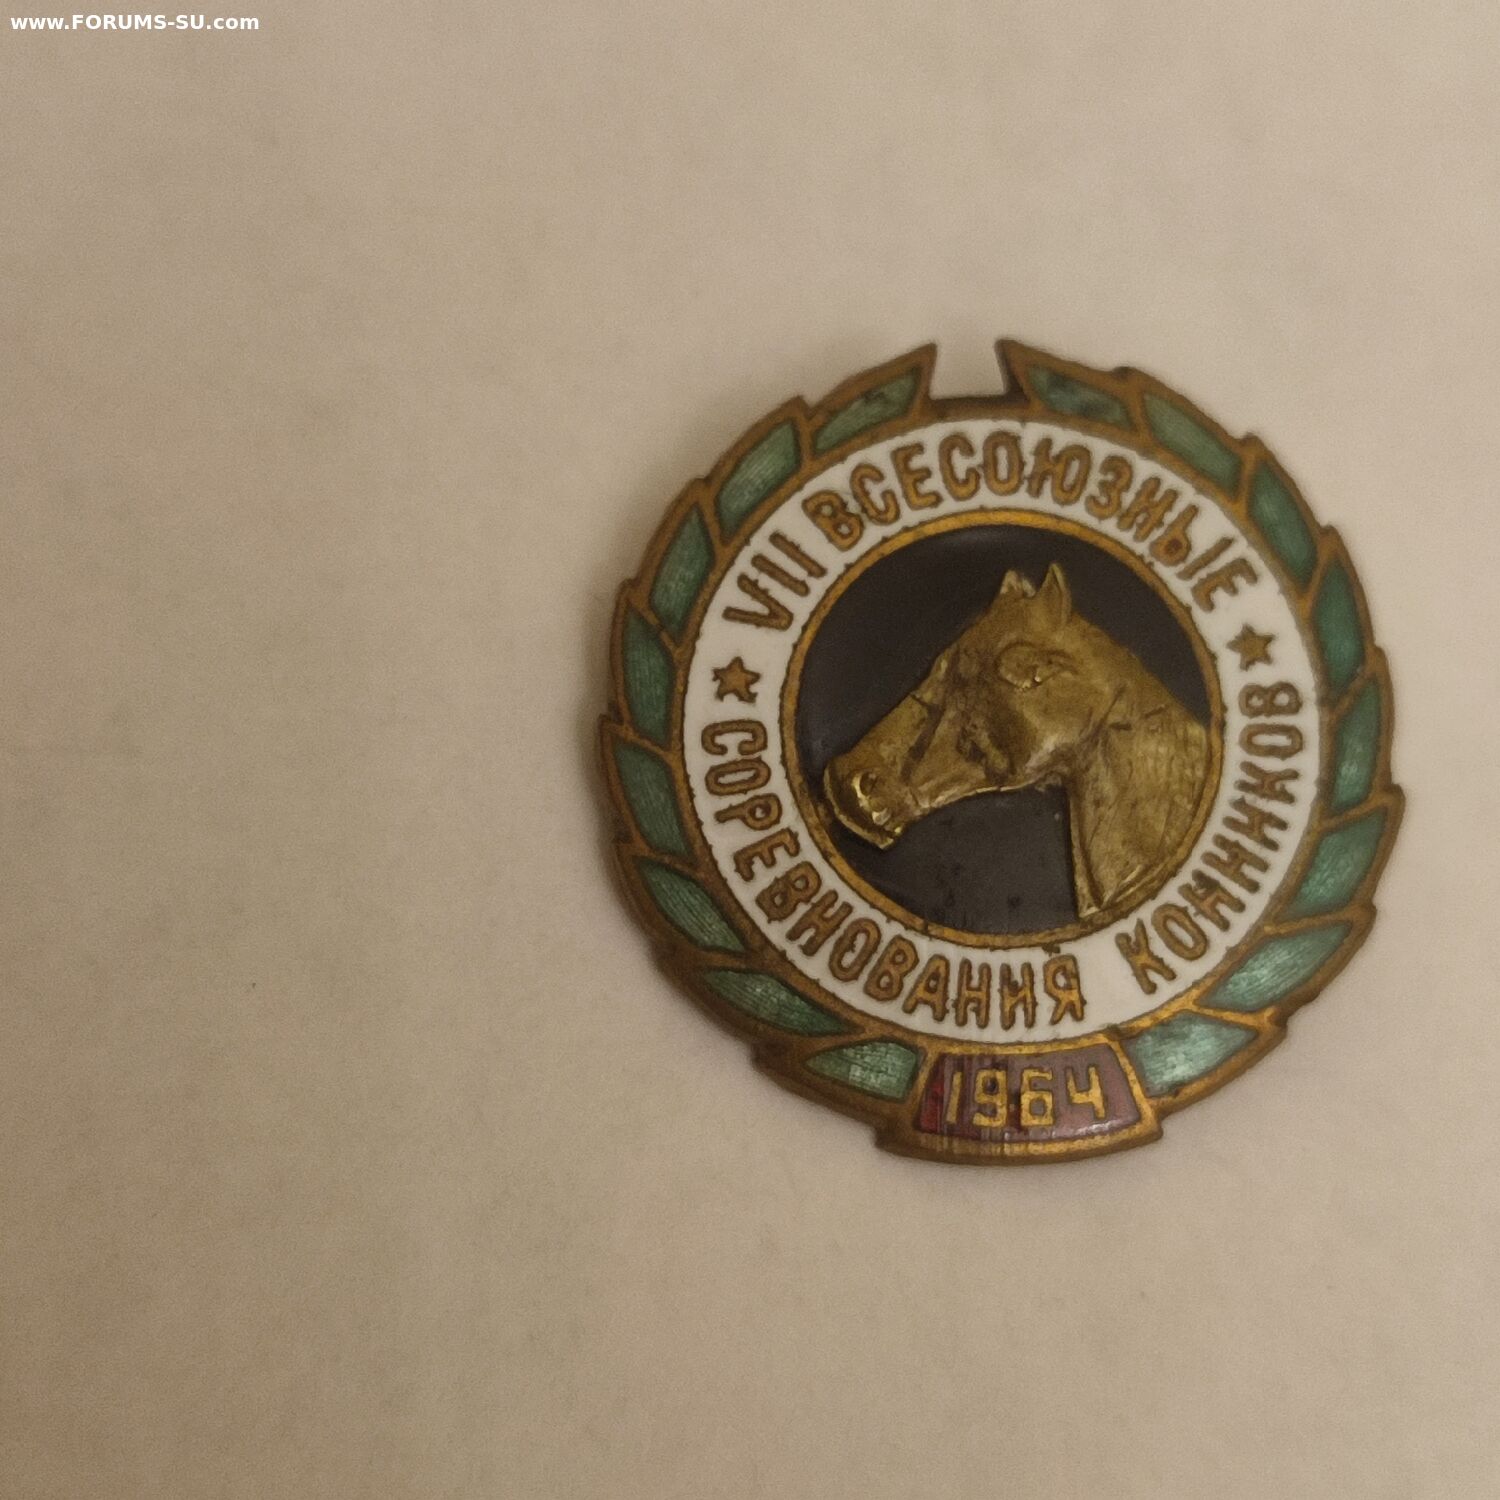 www.FORUMS-SU.com
VII ВСЕСОЮЗНЫЕ
СОРЕВНОВАНИЯ КОННИКОВ
1964